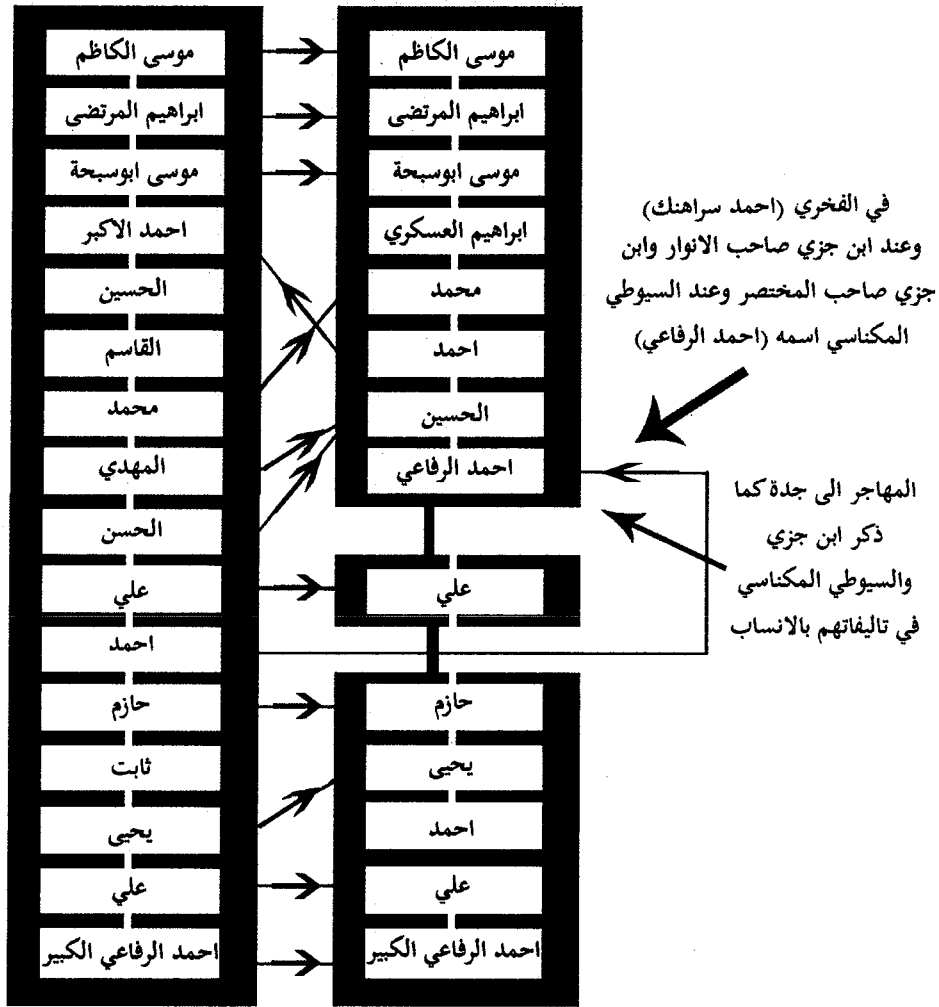 في الفخري (احمد سراهنك)
وعند ابن جزي صاحب الانوار وابن
جزي صاحب المختصر وعند السيوطي
المكناسي اسمه (احمد الرفاعي)
المهاجر الى جدة كما
ذكر ابن جزي
والسيوطي المكناسي
في تاليفاتهم بالانساب
موسى الكاظم
ابراهيم المرتضى
موسى ابوسبحة
ابراهيم العسكري
محمد
احمد
الحسين
احمد الرفاعي
علي
حازم
يحيى
احمد
علي
احمد الرفاعي الكبير
موسى الكاظم
ابراهيم المرتضى
موسى ابوسبحة
احمد الاكبر
الحسين
القاسم
محمد
المهدي
الحسن
علي
احمد
حازم
ثابت
يحيى
علي
احمد الرفاعي الكبير